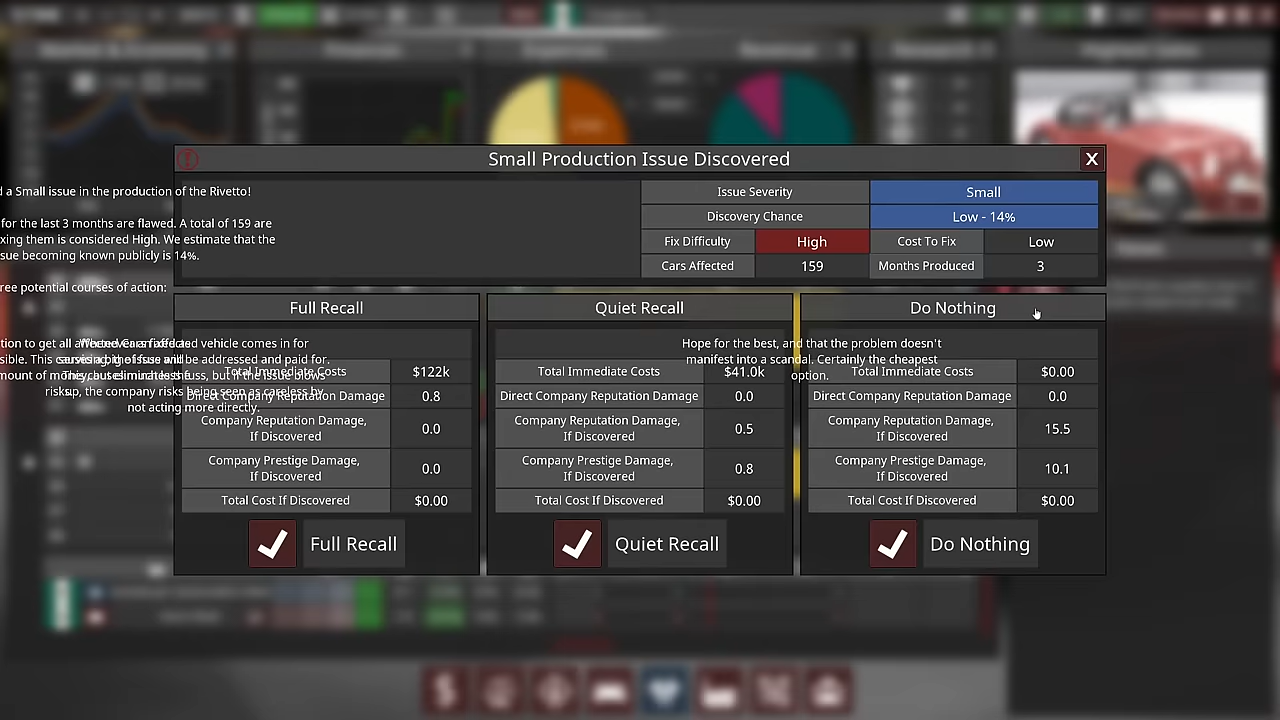 Small Production Issue Discovered
X
d a Small issue in the production of the Rivetto!
for the last 3 months are flawed. A total of 159 are
xing them is considered High. We estimate that the
sue becoming known publicly is 14%.
ree potential courses of action:
Issue Severity
Small
Discovery Chance
Low - 14%
Fix Difficulty
High
Cost To Fix
Low
Cars Affected
159
Months Produced
3
Full Recall
Total Immediate Costs
$122k
Direct Company Reputation Damage
0.8
Company Reputation Damage,
If Discovered
0.0
Company Prestige Damage,
If Discovered
0.0
Total Cost If Discovered
$0.00
Full Recall
not acting more directly.
Quiet Recall
Total Immediate Costs
$41.0k
Direct Company Reputation Damage
0.0
Company Reputation Damage,
If Discovered
0.5
Company Prestige Damage,
If Discovered
0.8
Total Cost If Discovered
$0.00
Quiet Recall
Do Nothing
Hope for the best, and that the problem doesn't
manifest into a scandal. Certainly the cheapest
option.
Total Immediate Costs
$0.00
Direct Company Reputation Damage
0.0
Company Reputation Damage,
If Discovered
15.5
Company Prestige Damage,
If Discovered
10.1
Total Cost If Discovered
$0.00
Do Nothing